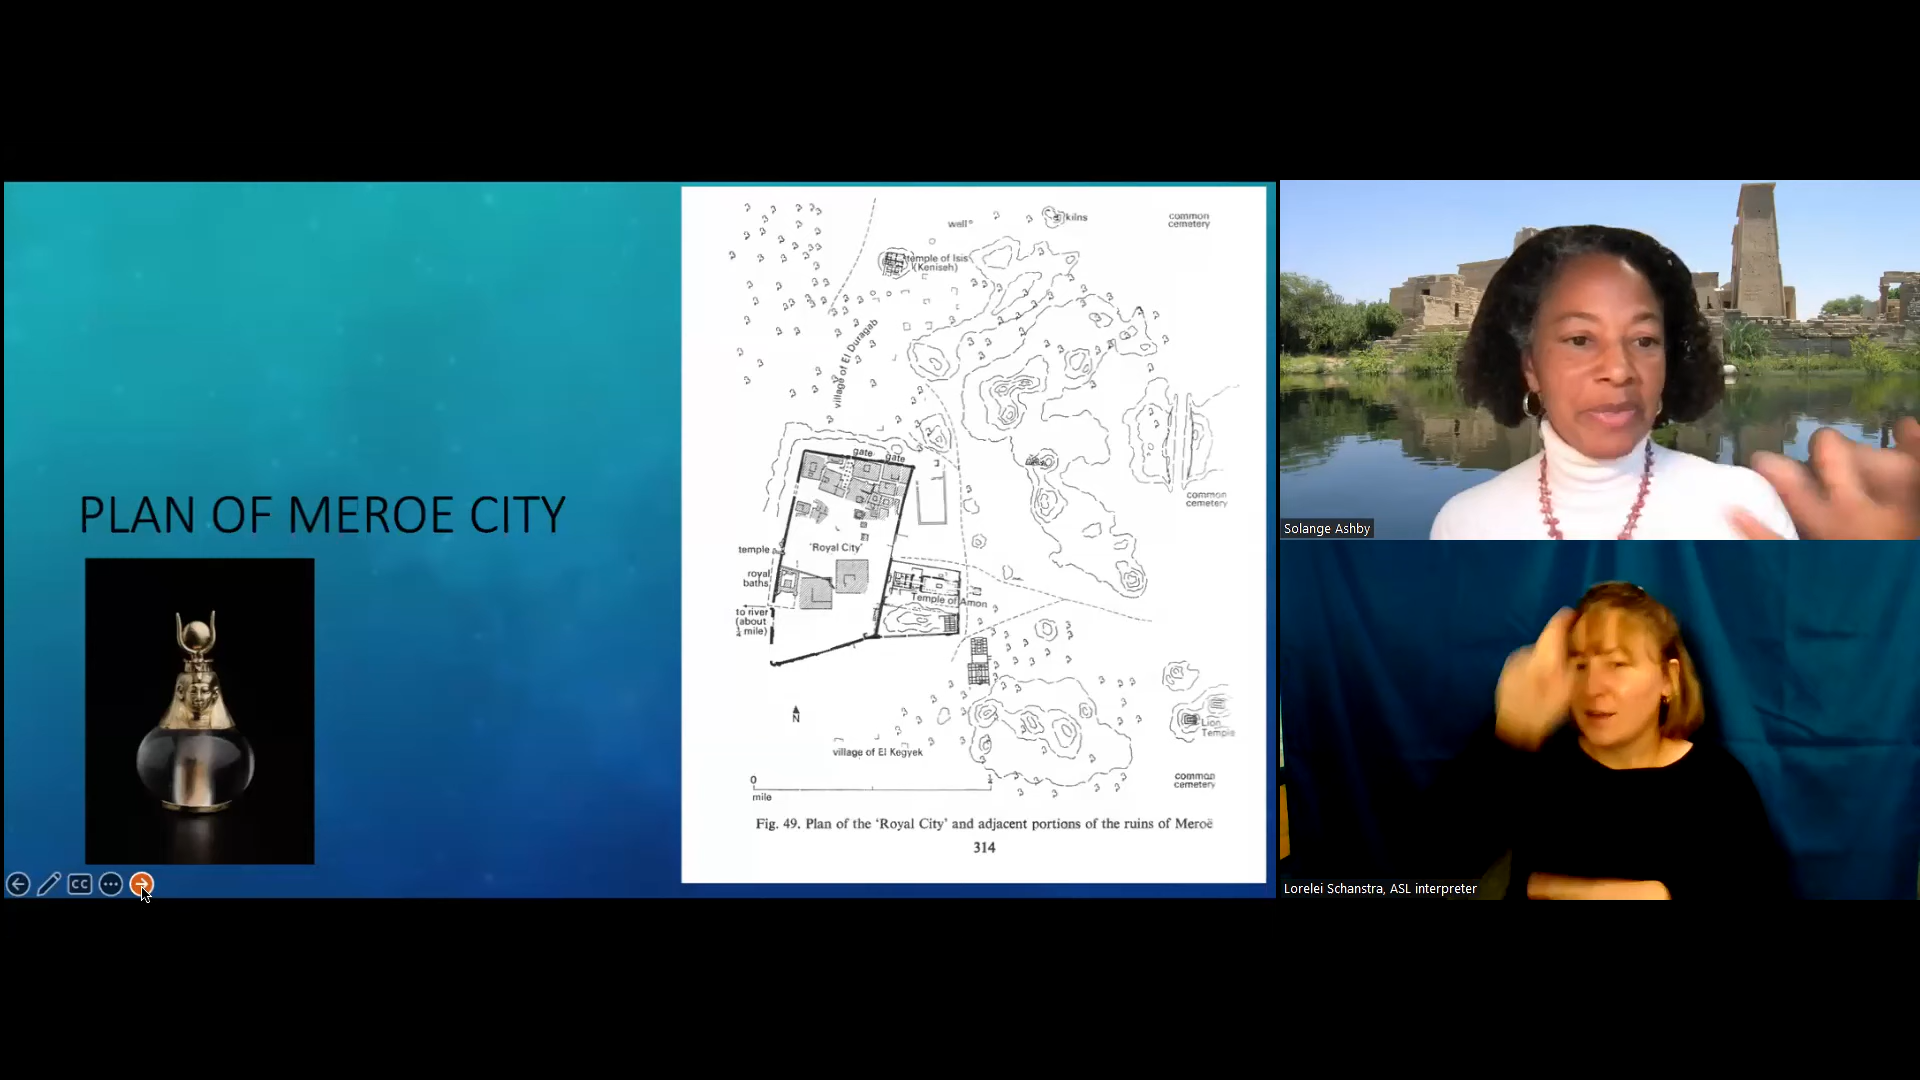 PLAN OF MEROE CITY
CC
well
kilns
common
cemetery
temple of Isis
(Keniseh)
village of El Duragab
gate
gate
common
cemetery
temple
'Royal City'
royal
baths
Temple of Amon
to river
(about
¼ mile)
N
Lion
Temple
village of El Kegyek
common
cemetery
0
mile
Fig. 49. Plan of the 'Royal City' and adjacent portions of the ruins of Meroë
314
Solange Ashby
Lorelei Schanstra, ASL interpreter